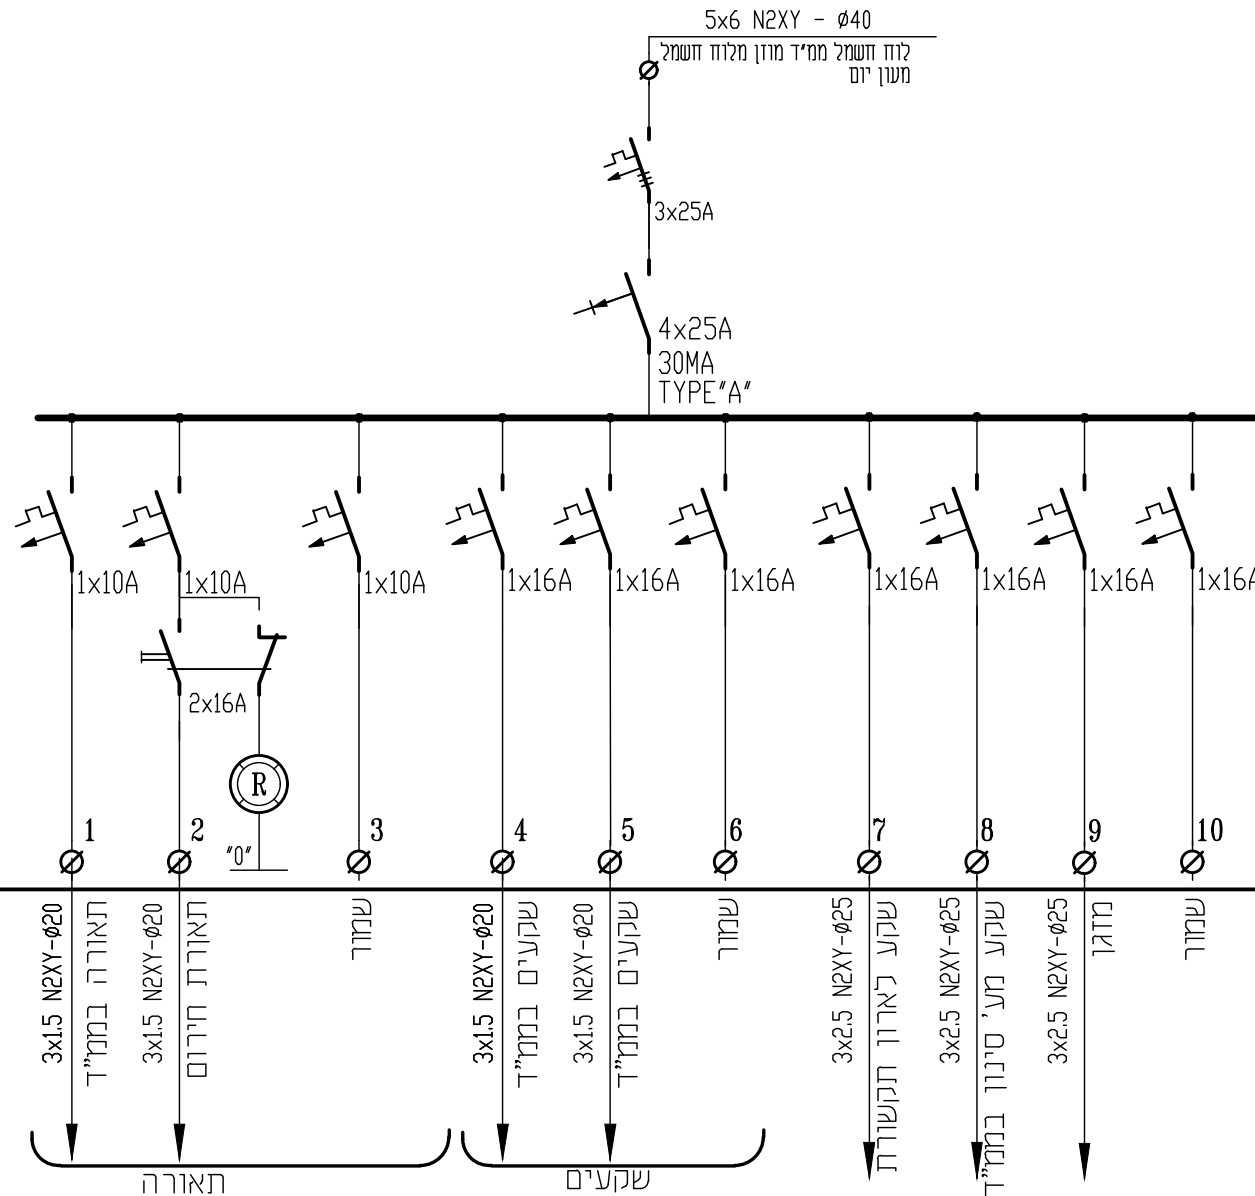 5x6 N2XY - Ø40
לוח חשמל ממ"ד מוזן מלוח חשמל
מעון יום
3x25A
4x25A
30MA
TYPE"A"
1x10A
1x10A
1x10A
1x16A
1x16A
1x16A
1x16A
1x16A
1x16A
1x16A
2x16A
R
"0"
1
2
3
4
5
6
7
8
9
10
3x1.5 N2XY-Ø20
תאורה בממ"ד
3x1.5 N2XY-Ø20
תאורת חירום
שמור
3x1.5 N2XY-Ø20
שקעים בממ"ד
3x1.5 N2XY-Ø20
שקעים בממ"ד
שמור
3x2.5 N2XY-Ø25
שקע לארון תקשורת
3x2.5 N2XY-Ø25
שקע מע' סינון בממ"ד
3x2.5 N2XY-Ø25
מזגן
שמור
תאורה
שקעים